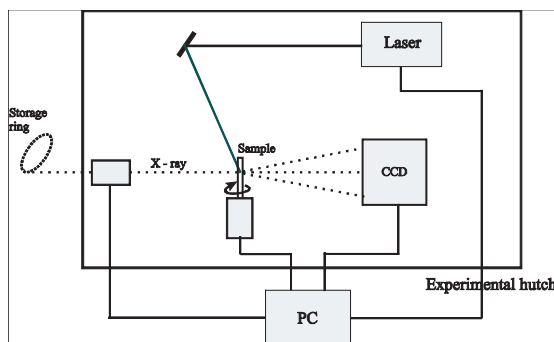 Laser
Storage
ring
Sample
X - ray
CCD
Experimental hutch
PC